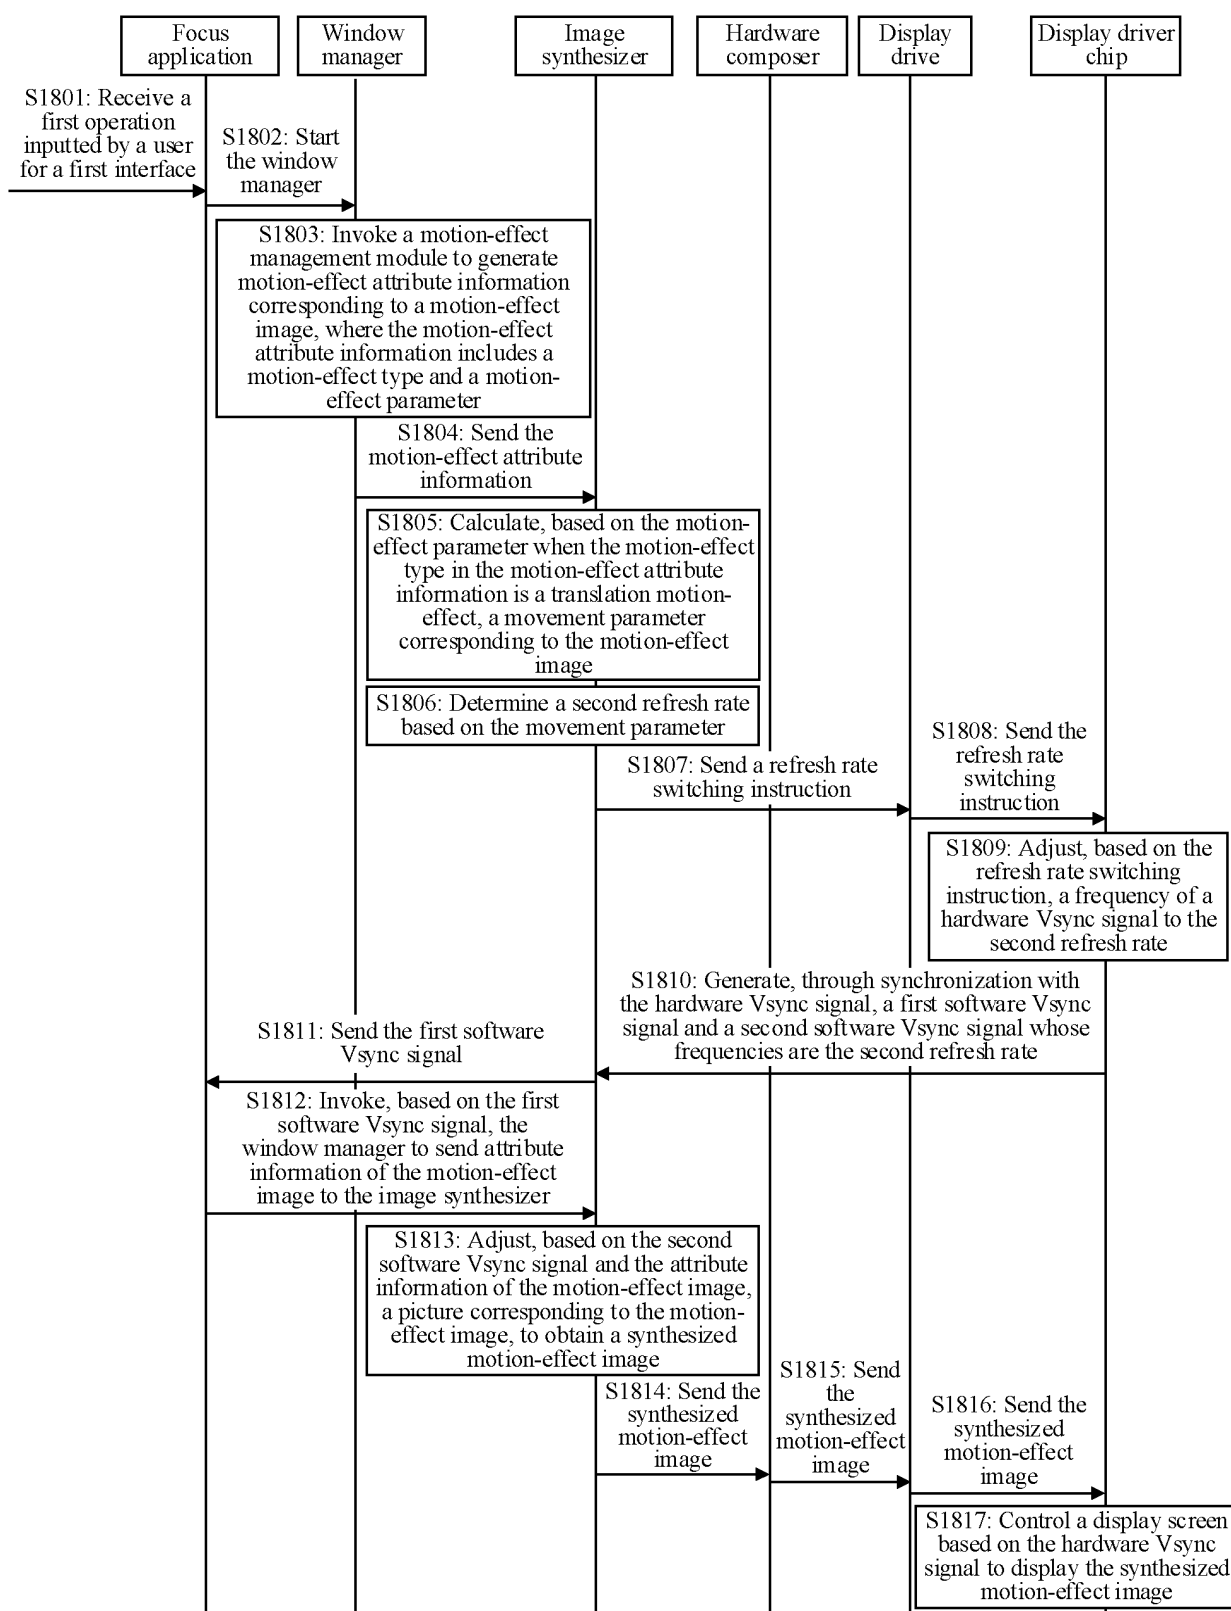 Focus
application
Window
manager
Image
synthesizer
Hardware
composer
Display
drive
Display driver
chip
S1801: Receive a
first operation
inputted by a user
for a first interface
S1802: Start
the window
manager
S1803: Invoke a motion-effect
management module to generate
motion-effect attribute information
corresponding to a motion-effect
image, where the motion-effect
attribute information includes a
motion-effect type and a motion-
effect parameter
S1804: Send the
motion-effect attribute
information
S1805: Calculate, based on the motion-
effect parameter when the motion-effect
type in the motion-effect attribute
information is a translation motion-
effect, a movement parameter
corresponding to the motion-effect
image
S1806: Determine a second refresh rate
based on the movement parameter
S1807: Send a refresh rate
switching instruction
S1808: Send the
refresh rate
switching
instruction
S1809: Adjust, based on the
refresh rate switching
instruction, a frequency of a
hardware Vsync signal to the
second refresh rate
S1810: Generate, through synchronization with
the hardware Vsync signal, a first software Vsync
signal and a second software Vsync signal whose
frequencies are the second refresh rate
S1811: Send the first software
Vsync signal
S1812: Invoke, based on the first
software Vsync signal, the
window manager to send attribute
information of the motion-effect
image to the image synthesizer
S1813: Adjust, based on the second
software Vsync signal and the attribute
information of the motion-effect image,
a picture corresponding to the motion-
effect image, to obtain a synthesized
motion-effect image
S1814: Send the
synthesized
motion-effect
image
S1815: Send
the
synthesized
motion-effect
image
S1816: Send the
synthesized
motion-effect
image
S1817: Control a display screen
based on the hardware Vsync
signal to display the synthesized
motion-effect image